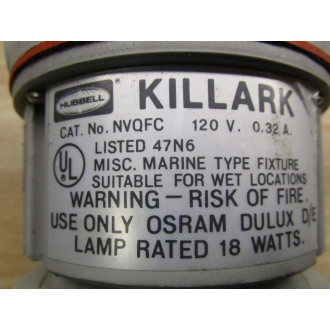 HUBBELL KILLARK
CAT. No. NVQFC 120 V. 0.32 A.
UL LISTED 47N6
MISC. MARINE TYPE FIXTURE
SUITABLE FOR WET LOCATIONS
WARNING – RISK OF FIRE.
USE ONLY OSRAM DULUX D/E
LAMP RATED 18 WATTS.